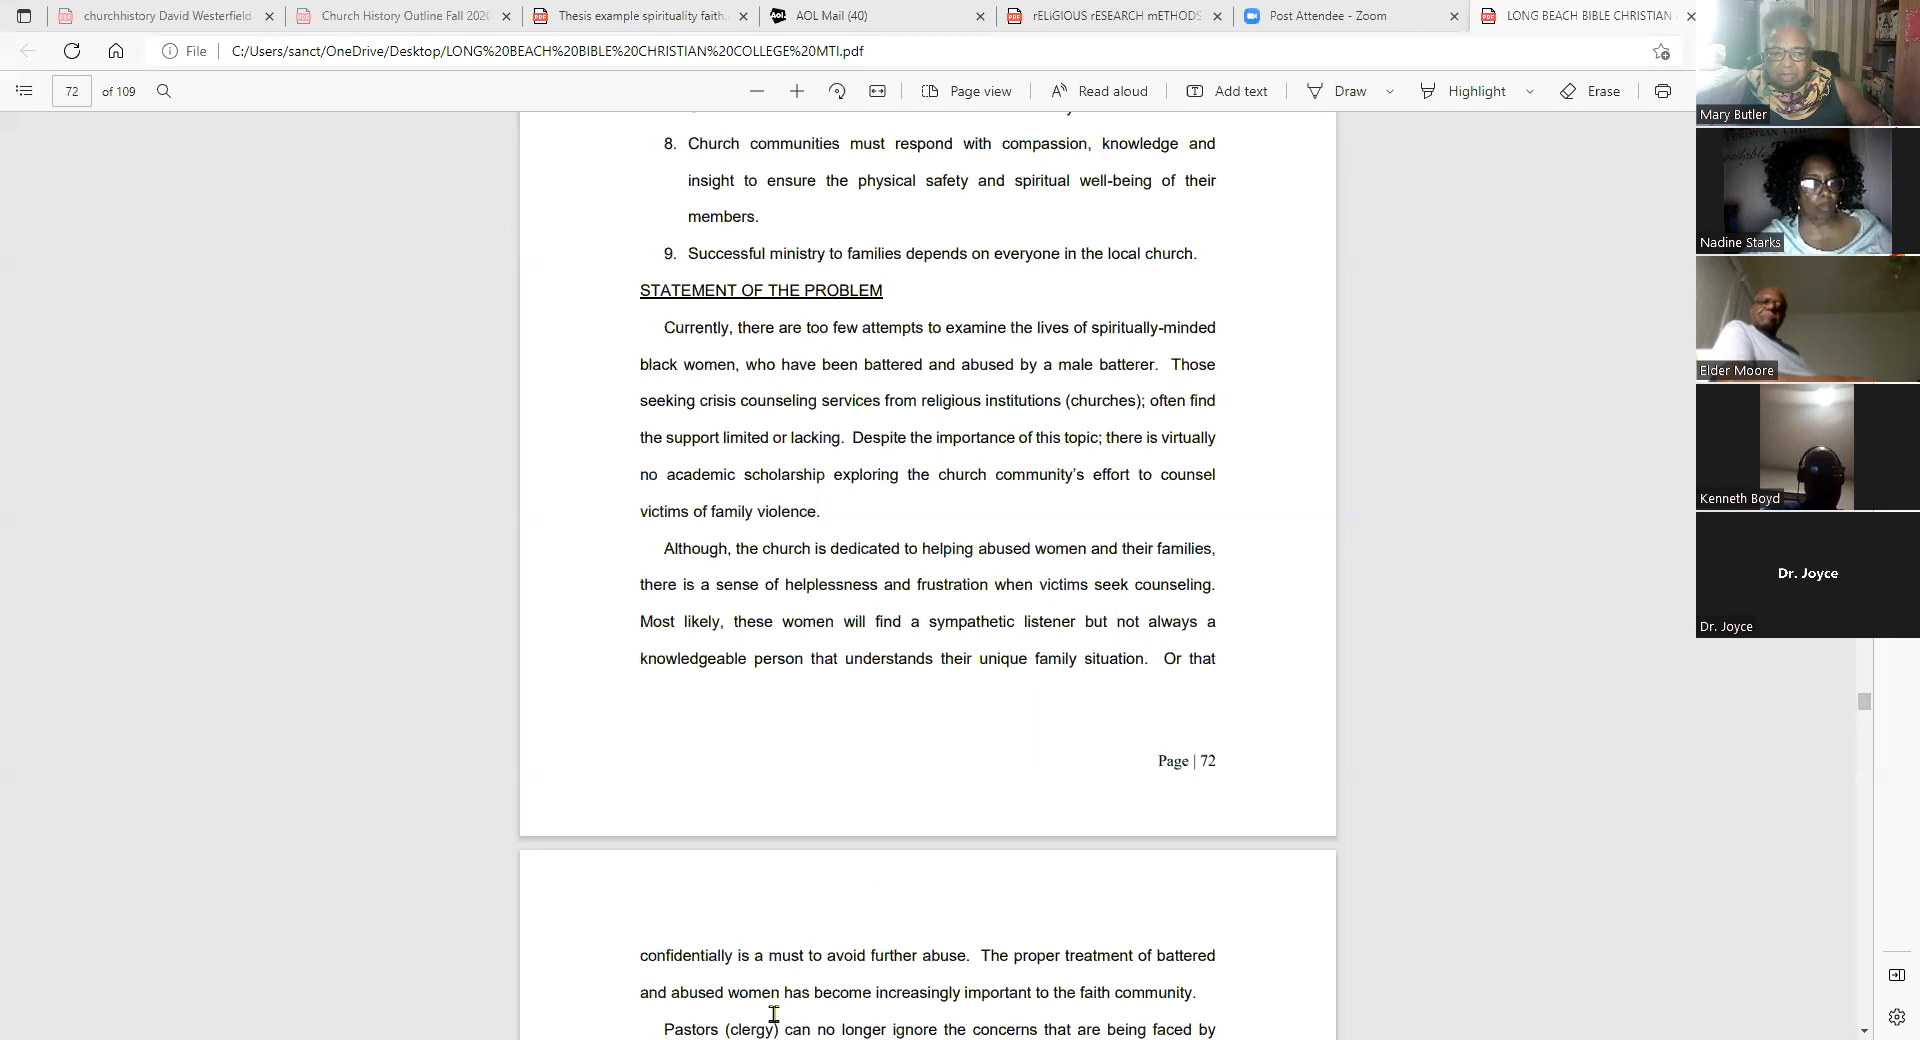 churchhistory David Westerfield
Church History Outline Fall 2020
Thesis example spirituality faith.
AOL Mail (40)
rELIGIOUS rESEARCH mETHODS
Post Attendee - Zoom
LONG BEACH BIBLE CHRISTIAN
File
C:/Users/sanct/OneDrive/Desktop/LONG%20BEACH%20BIBLE%20CHRISTIAN%20COLLEGE%20MTI.pdf
72 of 109
Page view
Read aloud
Add text
Draw
Highlight
Erase
8. Church communities must respond with compassion, knowledge and
insight to ensure the physical safety and spiritual well-being of their
members.
9. Successful ministry to families depends on everyone in the local church.
STATEMENT OF THE PROBLEM
Currently, there are too few attempts to examine the lives of spiritually-minded
black women, who have been battered and abused by a male batterer. Those
seeking crisis counseling services from religious institutions (churches); often find
the support limited or lacking. Despite the importance of this topic; there is virtually
no academic scholarship exploring the church community's effort to counsel
victims of family violence.
Although, the church is dedicated to helping abused women and their families,
there is a sense of helplessness and frustration when victims seek counseling.
Most likely, these women will find a sympathetic listener but not always a
knowledgeable person that understands their unique family situation. Or that
Page | 72
confidentially is a must to avoid further abuse. The proper treatment of battered
and abused women has become increasingly important to the faith community.
Pastors (clergy) can no longer ignore the concerns that are being faced by
Mary Butler
Nadine Starks
Elder Moore
Kenneth Boyd
Dr. Joyce
Dr. Joyce